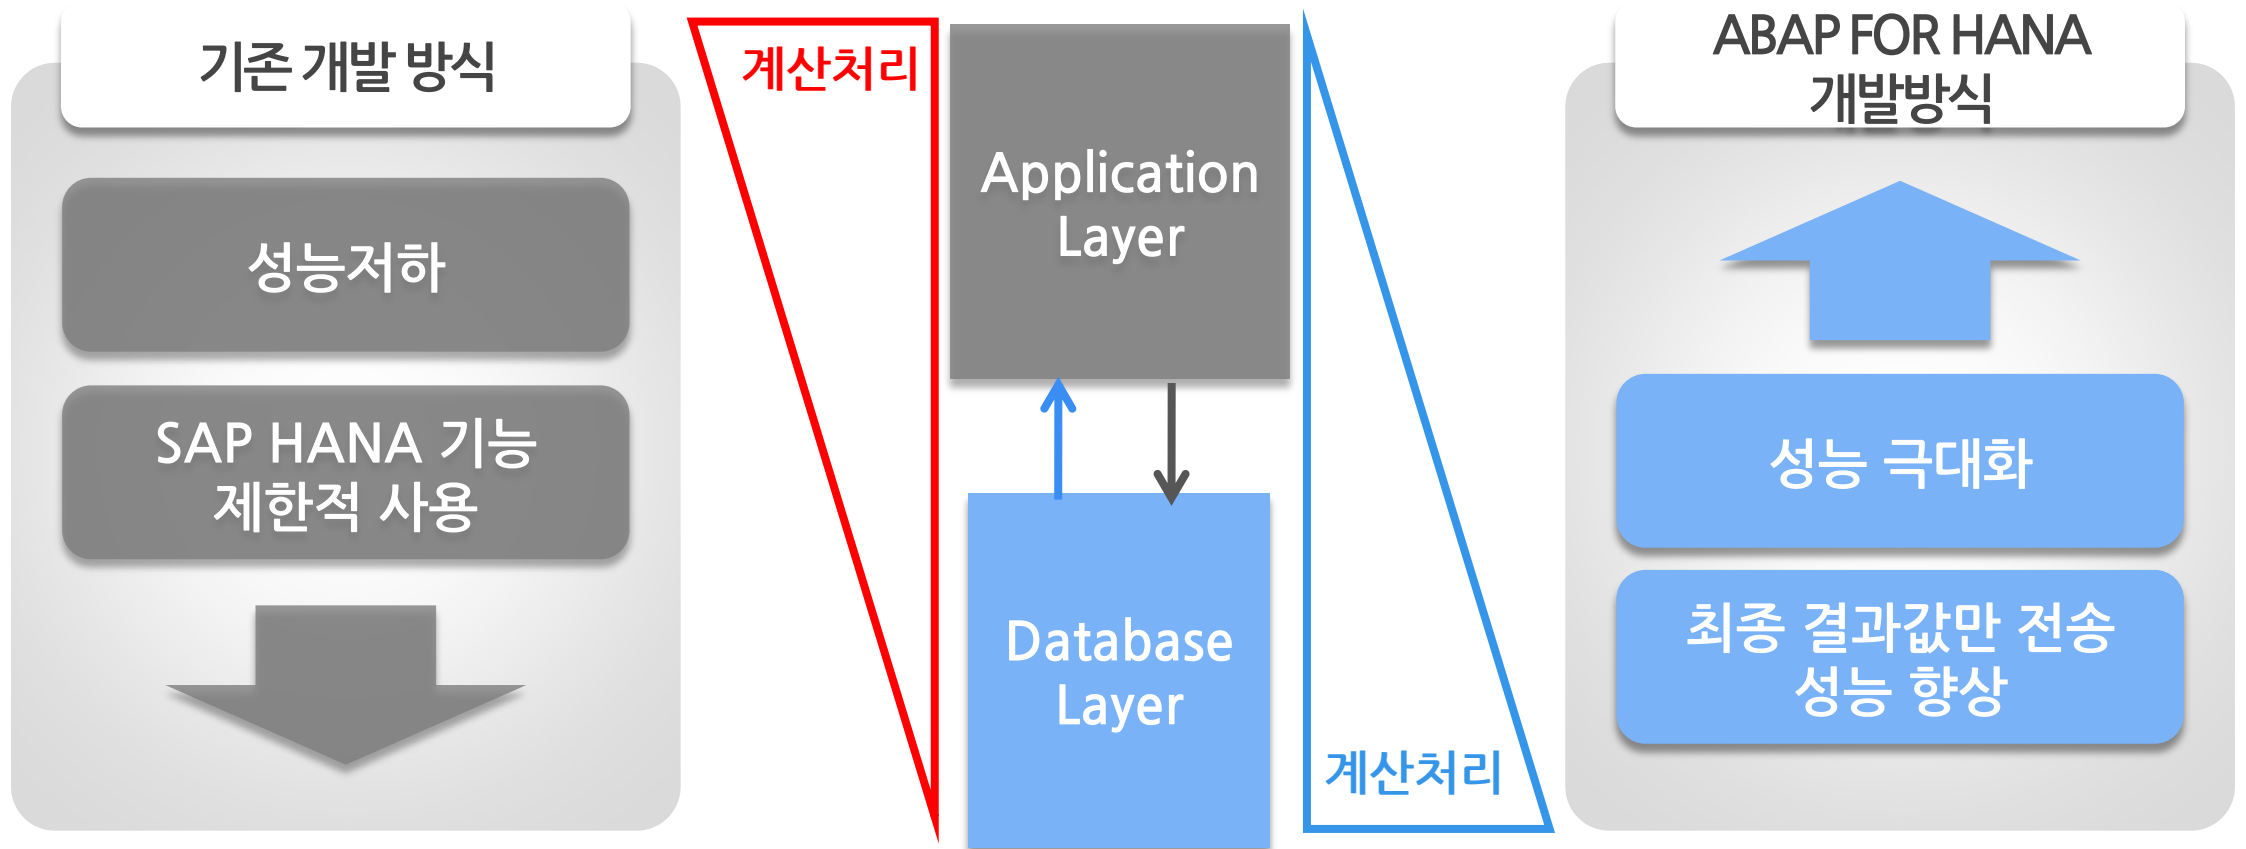 기존 개발 방식
성능저하
SAP HANA 기능
제한적 사용
계산처리
Application
Layer
Database
Layer
계산처리
ABAP FOR HANA
개발방식
성능 극대화
최종 결과값만 전송
성능 향상